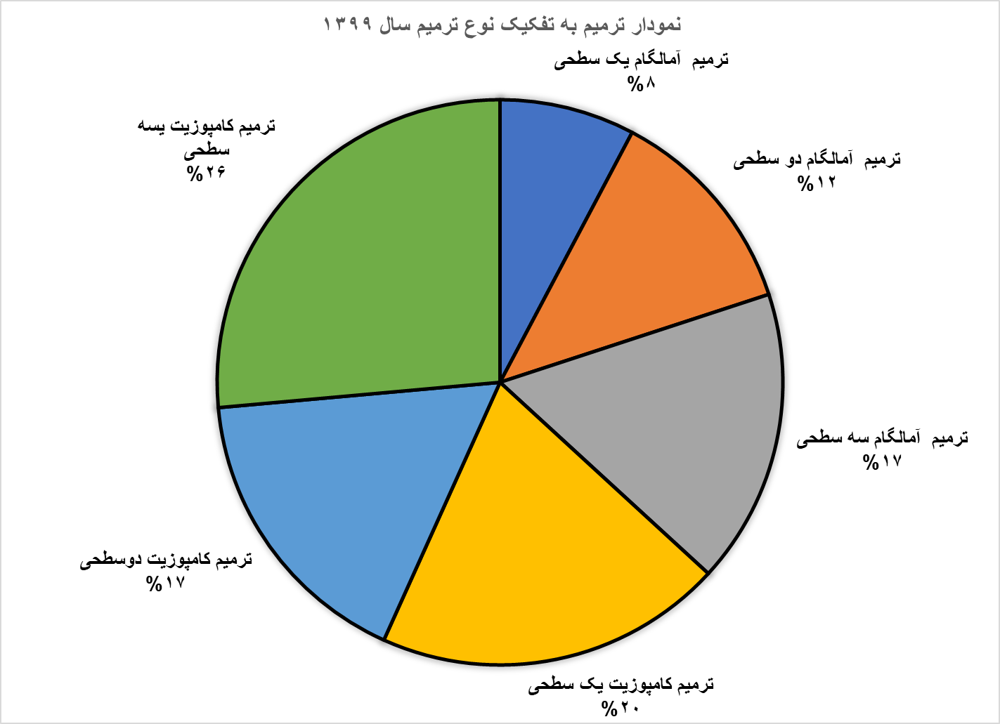 نمودار ترمیم به تفکیک نوع ترمیم سال ۱۳۹۹
ترمیم آمالگام یک سطحی
%۸
ترمیم آمالگام دو سطحی
%۱۲
ترمیم آمالگام سه سطحی
%۱۷
ترمیم کامپوزیت یک سطحی
%۲۰
ترمیم کامپوزیت دوسطحی
%۱۷
ترمیم کامپوزیت یسه
سطحی
%۲۶